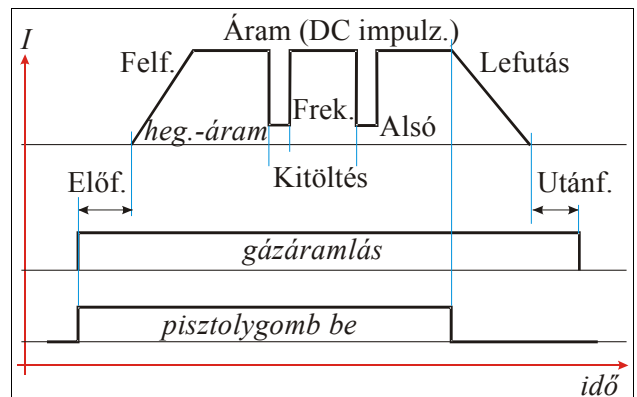 I
Áram (DC impulz.)
Felf.
Lefutás
Frek.
heg.-áram
Alsó
Kitöltés
Előf.
Utánf.
gázáramlás
pisztolygomb be
idő